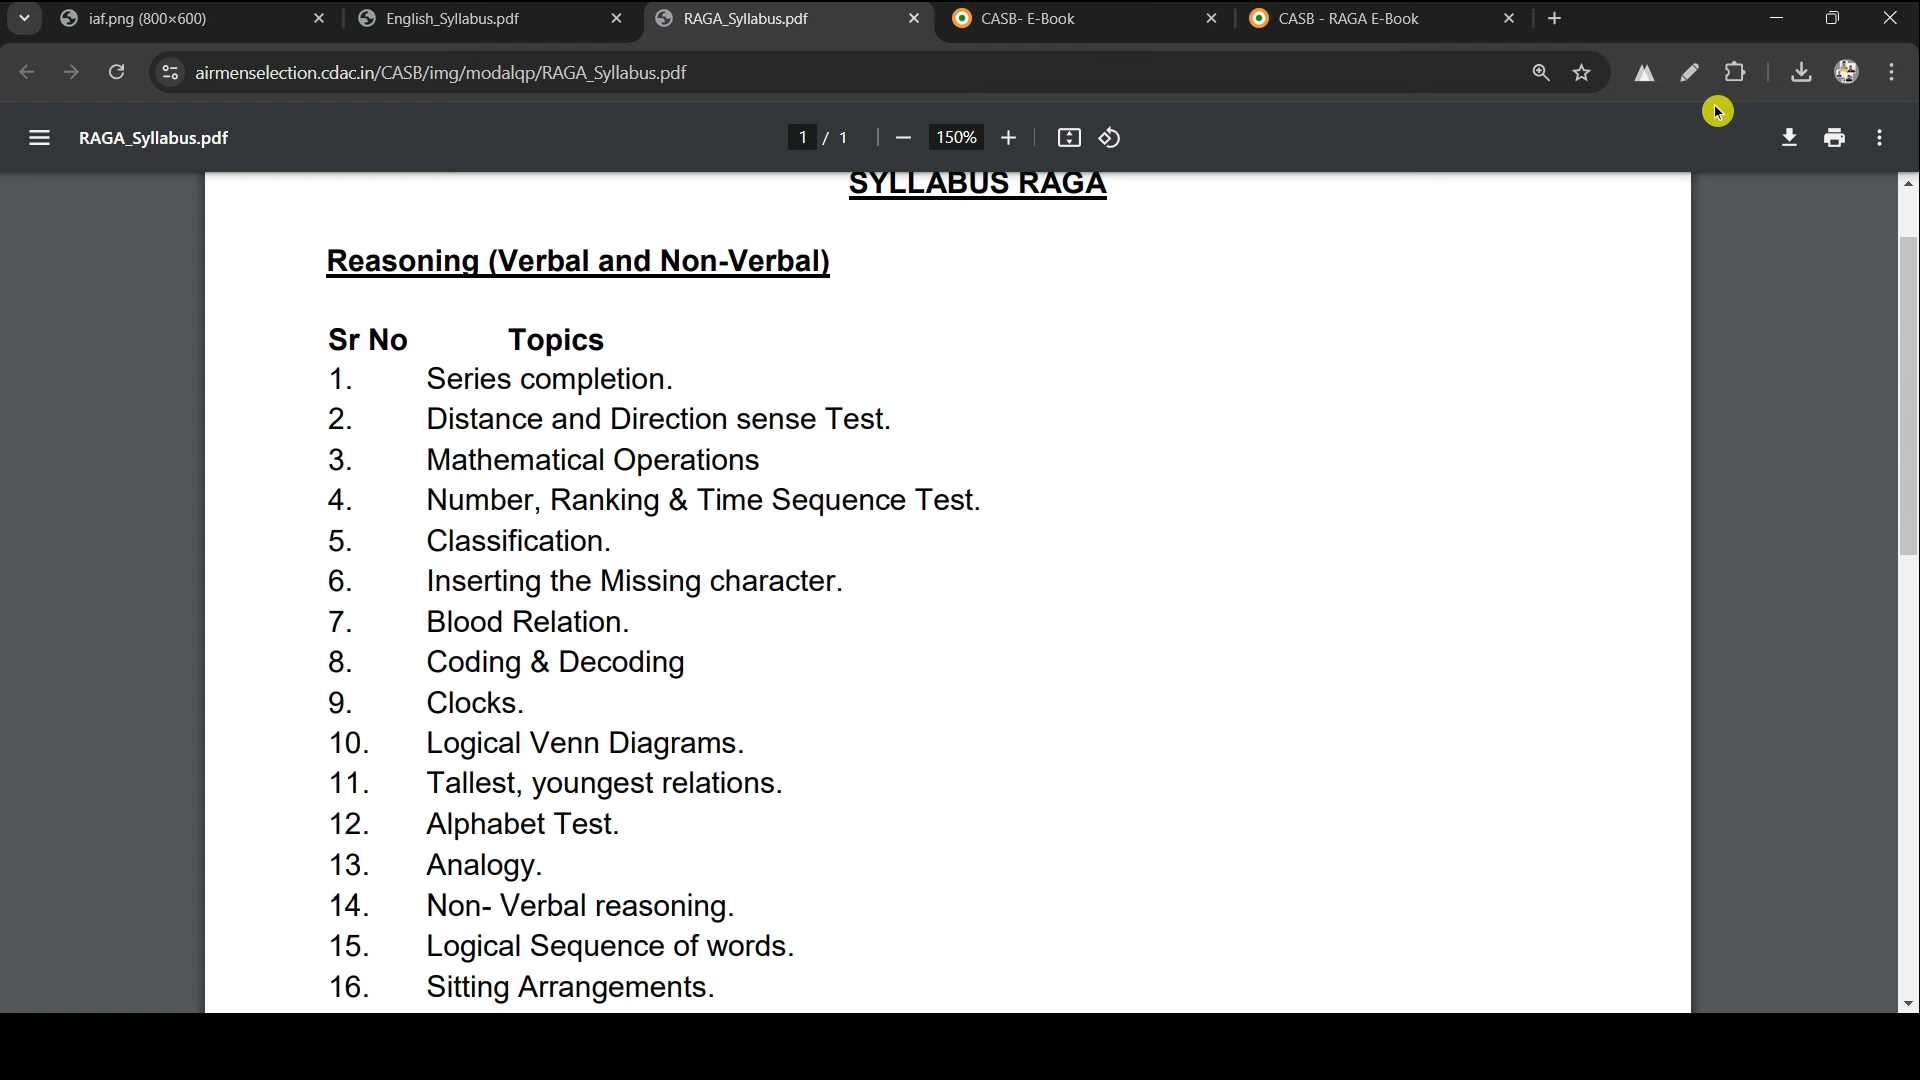 iaf.png (800×600)
English_Syllabus.pdf
RAGA_Syllabus.pdf
CASB- E-Book
CASB - RAGA E-Book
airmenselection.cdac.in/CASB/img/modalqp/RAGA_Syllabus.pdf
RAGA_Syllabus.pdf
1 / 1
150%
SYLLABUS RAGA
Reasoning (Verbal and Non-Verbal)
Sr No Topics
1. Series completion.
2. Distance and Direction sense Test.
3. Mathematical Operations
4. Number, Ranking & Time Sequence Test.
5. Classification.
6. Inserting the Missing character.
7. Blood Relation.
8. Coding & Decoding
9. Clocks.
10. Logical Venn Diagrams.
11. Tallest, youngest relations.
12. Alphabet Test.
13. Analogy.
14. Non- Verbal reasoning.
15. Logical Sequence of words.
16. Sitting Arrangements.